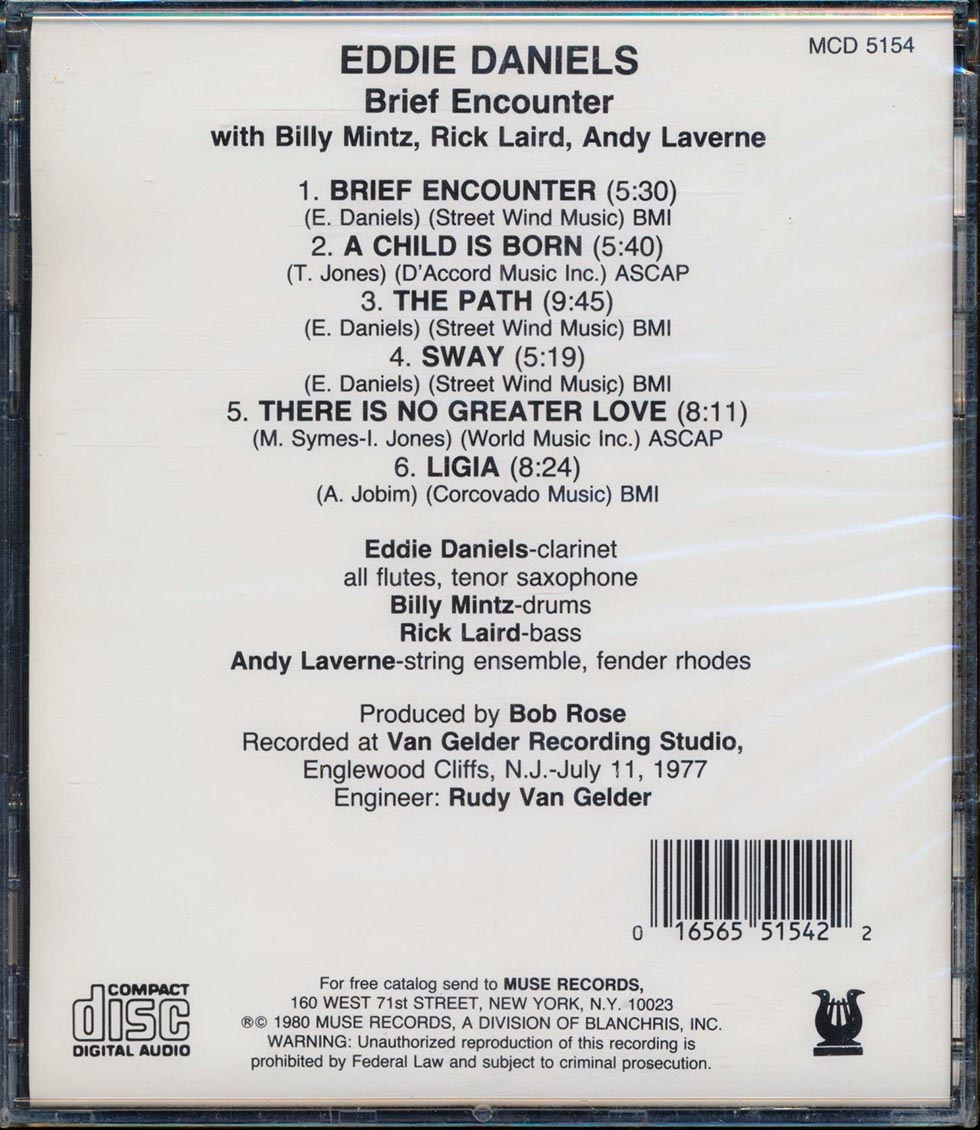 EDDIE DANIELS
MCD 5154
Brief Encounter
with Billy Mintz, Rick Laird, Andy Laverne
1. BRIEF ENCOUNTER (5:30)
(E. Daniels) (Street Wind Music) BMI
2. A CHILD IS BORN (5:40)
(T. Jones) (D'Accord Music Inc.) ASCAP
3. THE PATH (9:45)
(E. Daniels) (Street Wind Music) BMI
4. SWAY (5:19)
(E. Daniels) (Street Wind Music) BMI
5. THERE IS NO GREATER LOVE (8:11)
(M. Symes-I. Jones) (World Music Inc.) ASCAP
6. LIGIA (8:24)
(A. Jobim) (Corcovado Music) BMI
Eddie Daniels-clarinet
all flutes, tenor saxophone
Billy Mintz-drums
Rick Laird-bass
Andy Laverne-string ensemble, fender rhodes
Produced by Bob Rose
Recorded at Van Gelder Recording Studio,
Englewood Cliffs, N.J.-July 11, 1977
Engineer: Rudy Van Gelder
0 16565 51542 2
COMPACT
disc
DIGITAL AUDIO
For free catalog send to MUSE RECORDS,
160 WEST 71st STREET, NEW YORK, N.Y. 10023
®© 1980 MUSE RECORDS, A DIVISION OF BLANCHRIS, INC.
WARNING: Unauthorized reproduction of this recording is
prohibited by Federal Law and subject to criminal prosecution.